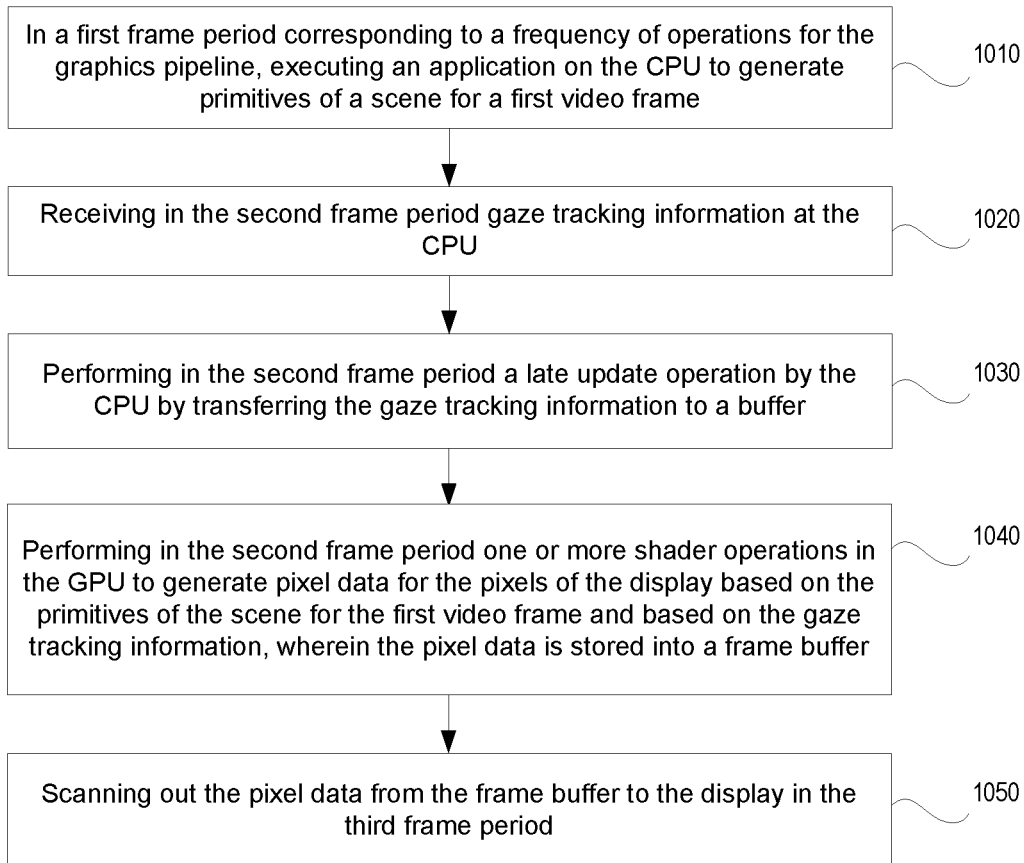 In a first frame period corresponding to a frequency of operations for the
graphics pipeline, executing an application on the CPU to generate
primitives of a scene for a first video frame
1010
Receiving in the second frame period gaze tracking information at the
CPU
1020
Performing in the second frame period a late update operation by the
CPU by transferring the gaze tracking information to a buffer
1030
Performing in the second frame period one or more shader operations in
the GPU to generate pixel data for the pixels of the display based on the
primitives of the scene for the first video frame and based on the gaze
tracking information, wherein the pixel data is stored into a frame buffer
1040
Scanning out the pixel data from the frame buffer to the display in the
third frame period
1050